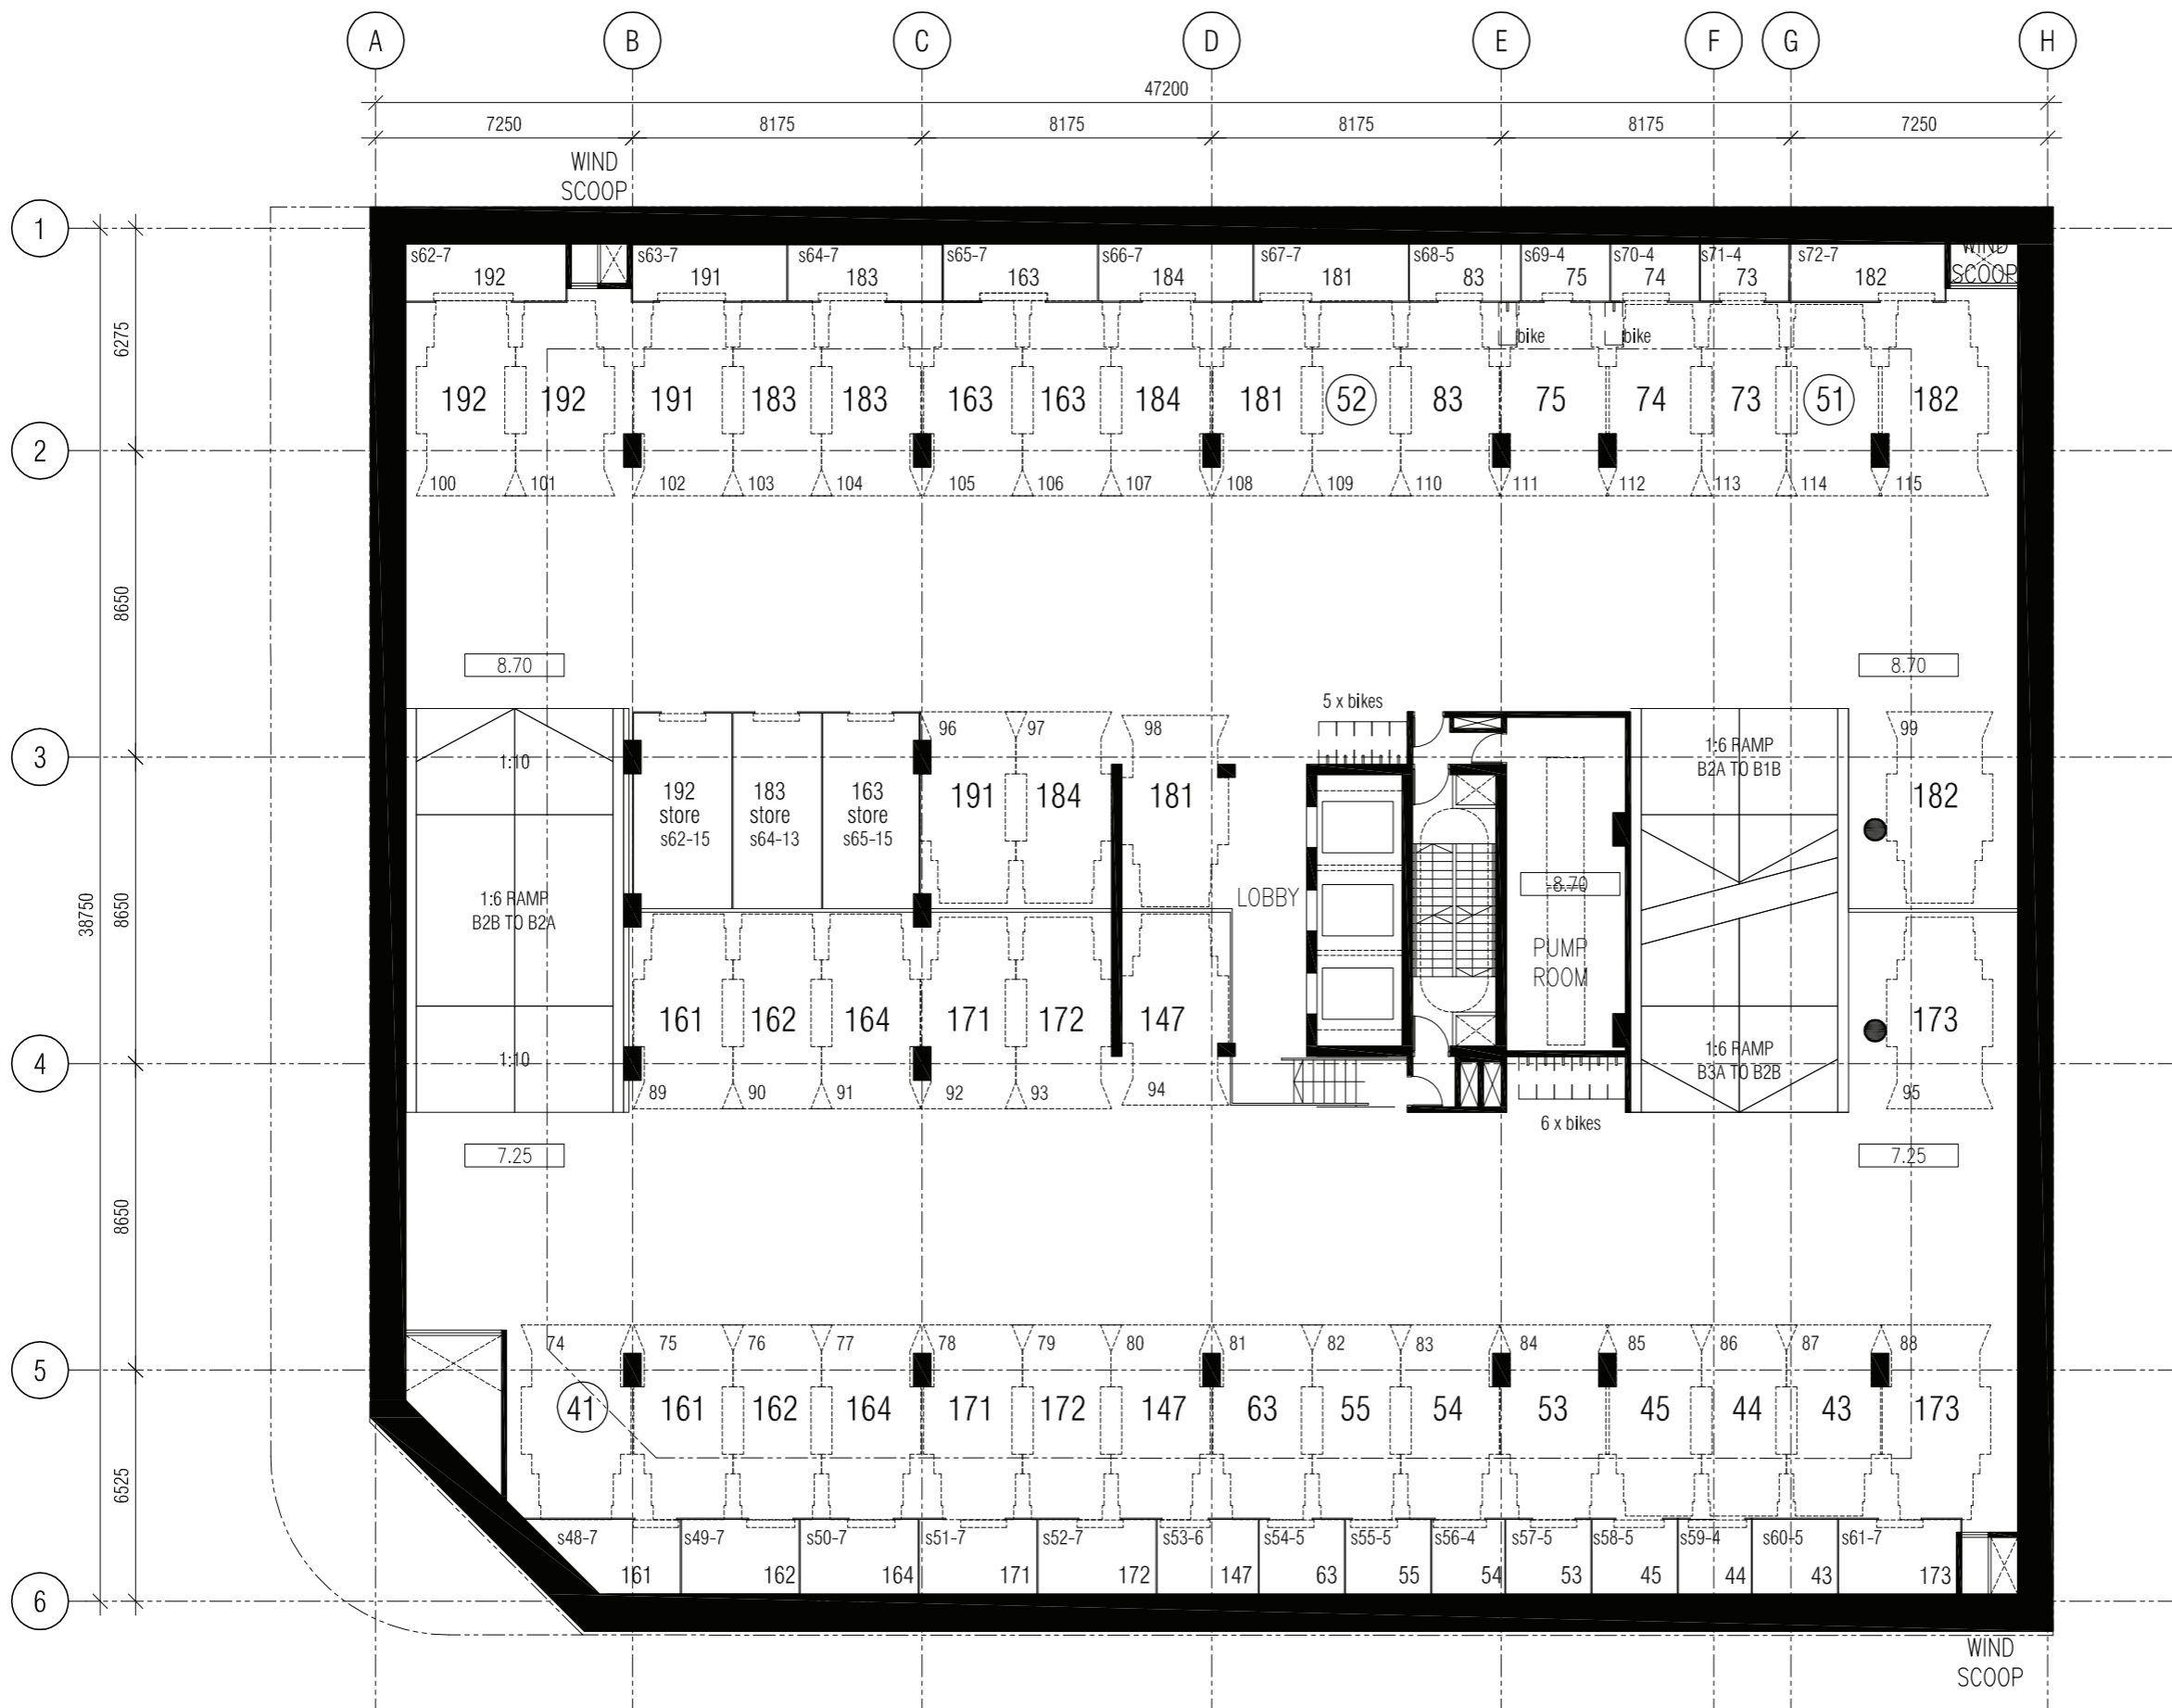 A B C D E F G H
47200
7250 8175 8175 8175 8175 7250
WIND
SCOOP
1
s62-7 s63-7 s64-7 s65-7 s66-7 s67-7 s68-5 s69-4 s70-4 s71-4 s72-7
WIND
SCOOP
192 191 183 163 184 181 83 75 74 73 182
6275
bike bike
192 192 191 183 183 163 163 184 181 52 83 75 74 73 51 182
2
100 101 102 103 104 105 106 107 108 109 110 111 112 113 114 115
8650
8.70 8.70
5 x bikes
96 97 98 99
3
1:10
1:6 RAMP
B2A TO B1B
192
store
s62-15
183
store
s64-13
163
store
s65-15
191 184 181 182
38750
8650
1:6 RAMP
B2B TO B2A
LOBBY
8.70
PUMP
ROOM
161 162 164 171 172 147 173
4
1:10
1:6 RAMP
B3A TO B2B
89 90 91 92 93 94 95
6 x bikes
7.25 7.25
8650
74 75 76 77 78 79 80 81 82 83 84 85 86 87 88
5
41 161 162 164 171 172 147 63 55 54 53 45 44 43 173
6525
s48-7 s49-7 s50-7 s51-7 s52-7 s53-6 s54-5 s55-5 s56-4 s57-5 s58-5 s59-4 s60-5 s61-7
161 162 164 171 172 147 63 55 54 53 45 44 43 173
6
WIND
SCOOP